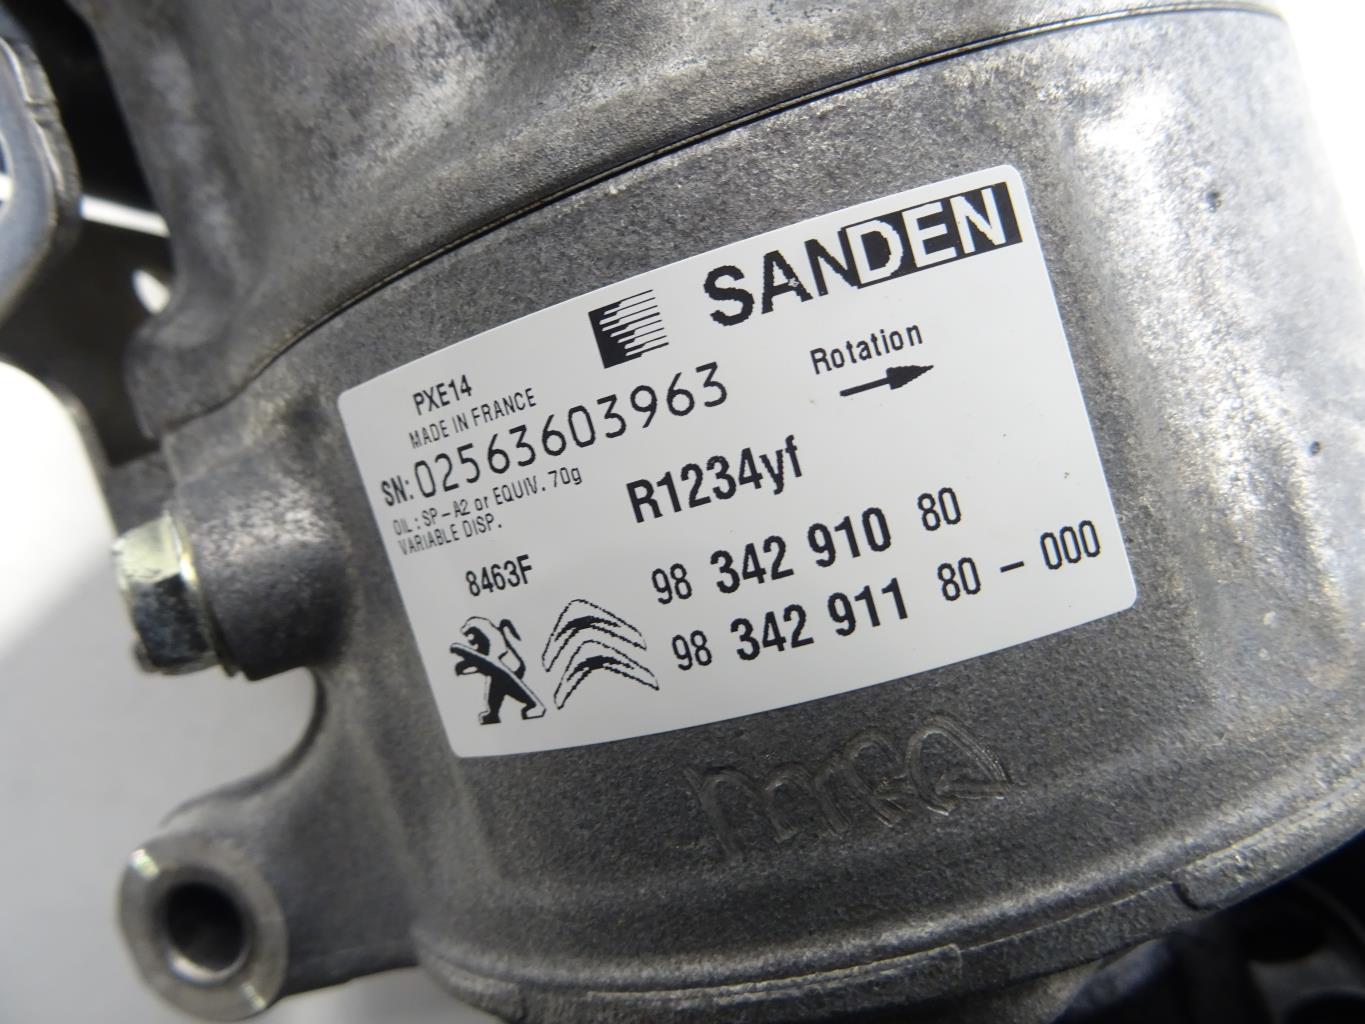 SANDEN
PXE14
MADE IN FRANCE
SN: 02563603963
Rotation
OIL: SP-A2 or EQUIV. 70g
VARIABLE DISP.
R1234yf
8463F
98 342 910 80
98 342 911 80 - 000